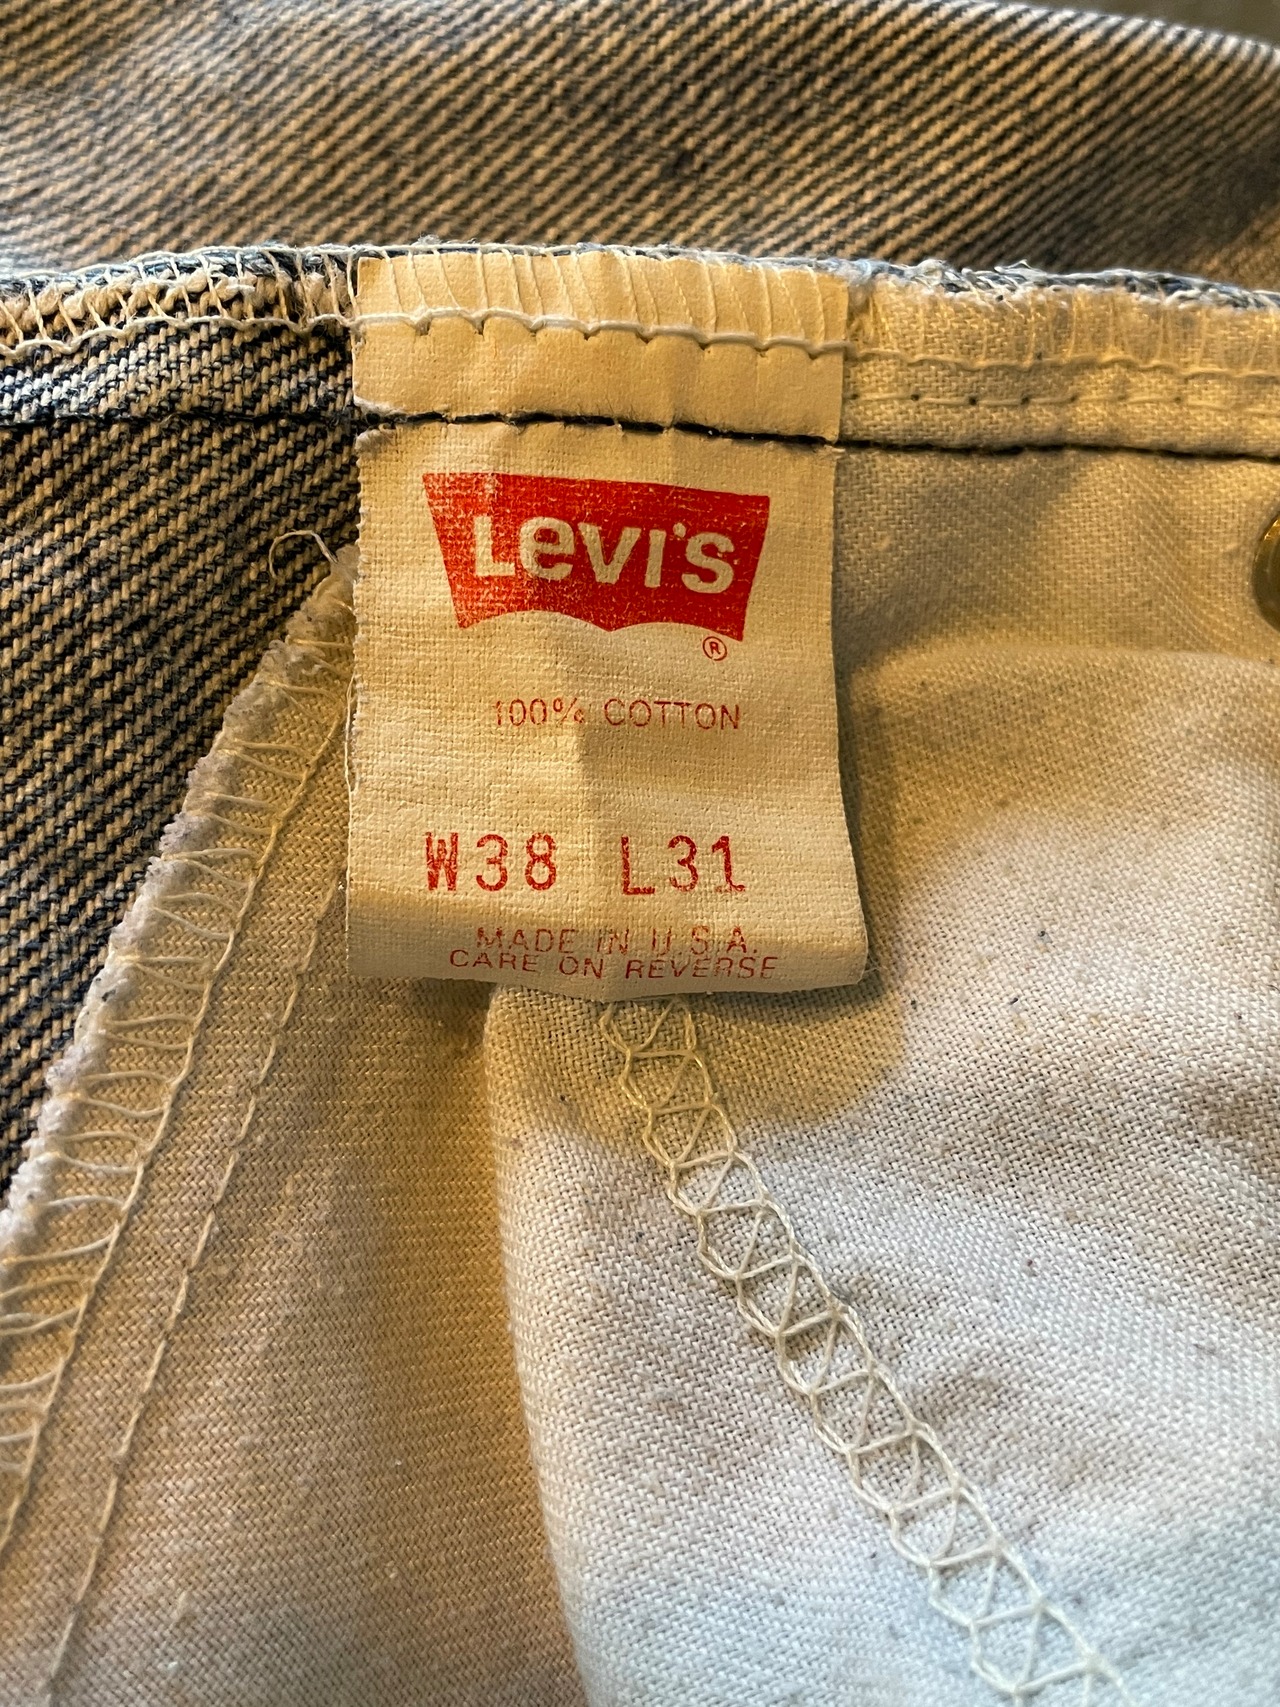 Levi's
®
100% COTTON
W38 L31
MADE IN U.S.A.
CARE ON REVERSE